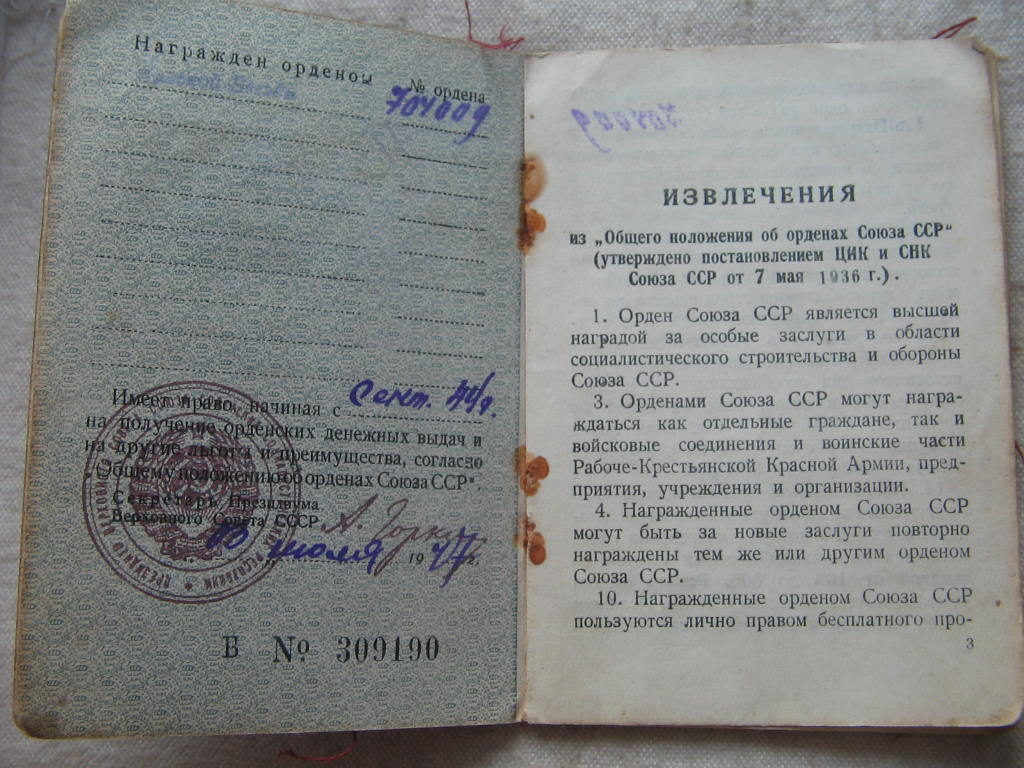 Награжден орденом
№ ордена
Красной Звезды
704009
Имеет право, начиная с Сент. 44 г.
на получение орденских денежных выдач и
на другие льготы и преимущества, согласно
„Общему положению об орденах Союза ССР“.
Секретарь Президиума
Верховного Совета СССР А. Горкин
10 июля 1947 г.
Б № 309190
704009
ИЗВЛЕЧЕНИЯ
из „Общего положения об орденах Союза ССР“
(утверждено постановлением ЦИК и СНК
Союза ССР от 7 мая 1936 г.).
1. Орден Союза ССР является высшей
наградой за особые заслуги в области
социалистического строительства и обороны
Союза ССР.
3. Орденами Союза ССР могут награ-
ждаться как отдельные граждане, так и
войсковые соединения и воинские части
Рабоче-Крестьянской Красной Армии, пред-
приятия, учреждения и организации.
4. Награжденные орденом Союза ССР
могут быть за новые заслуги повторно
награждены тем же или другим орденом
Союза ССР.
10. Награжденные орденом Союза ССР
пользуются лично правом бесплатного про-
3